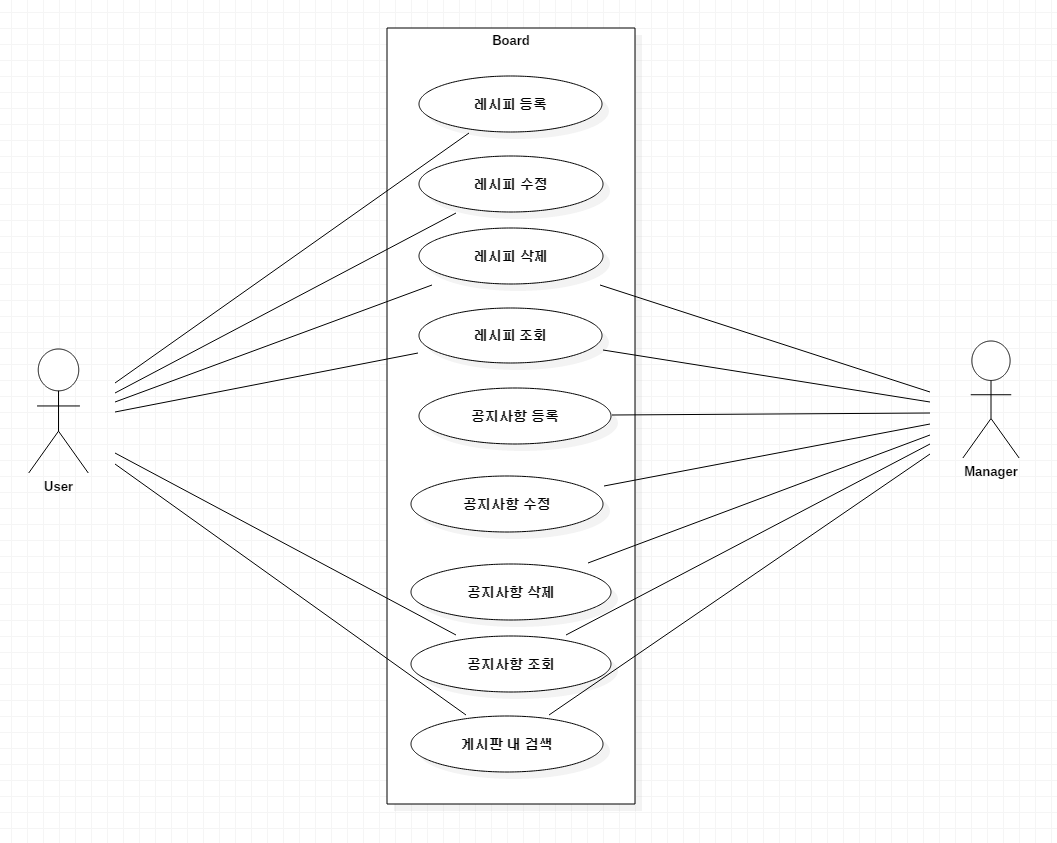 Board
레시피 등록
레시피 수정
레시피 삭제
레시피 조회
공지사항 등록
공지사항 수정
공지사항 삭제
공지사항 조회
게시판 내 검색
User
Manager